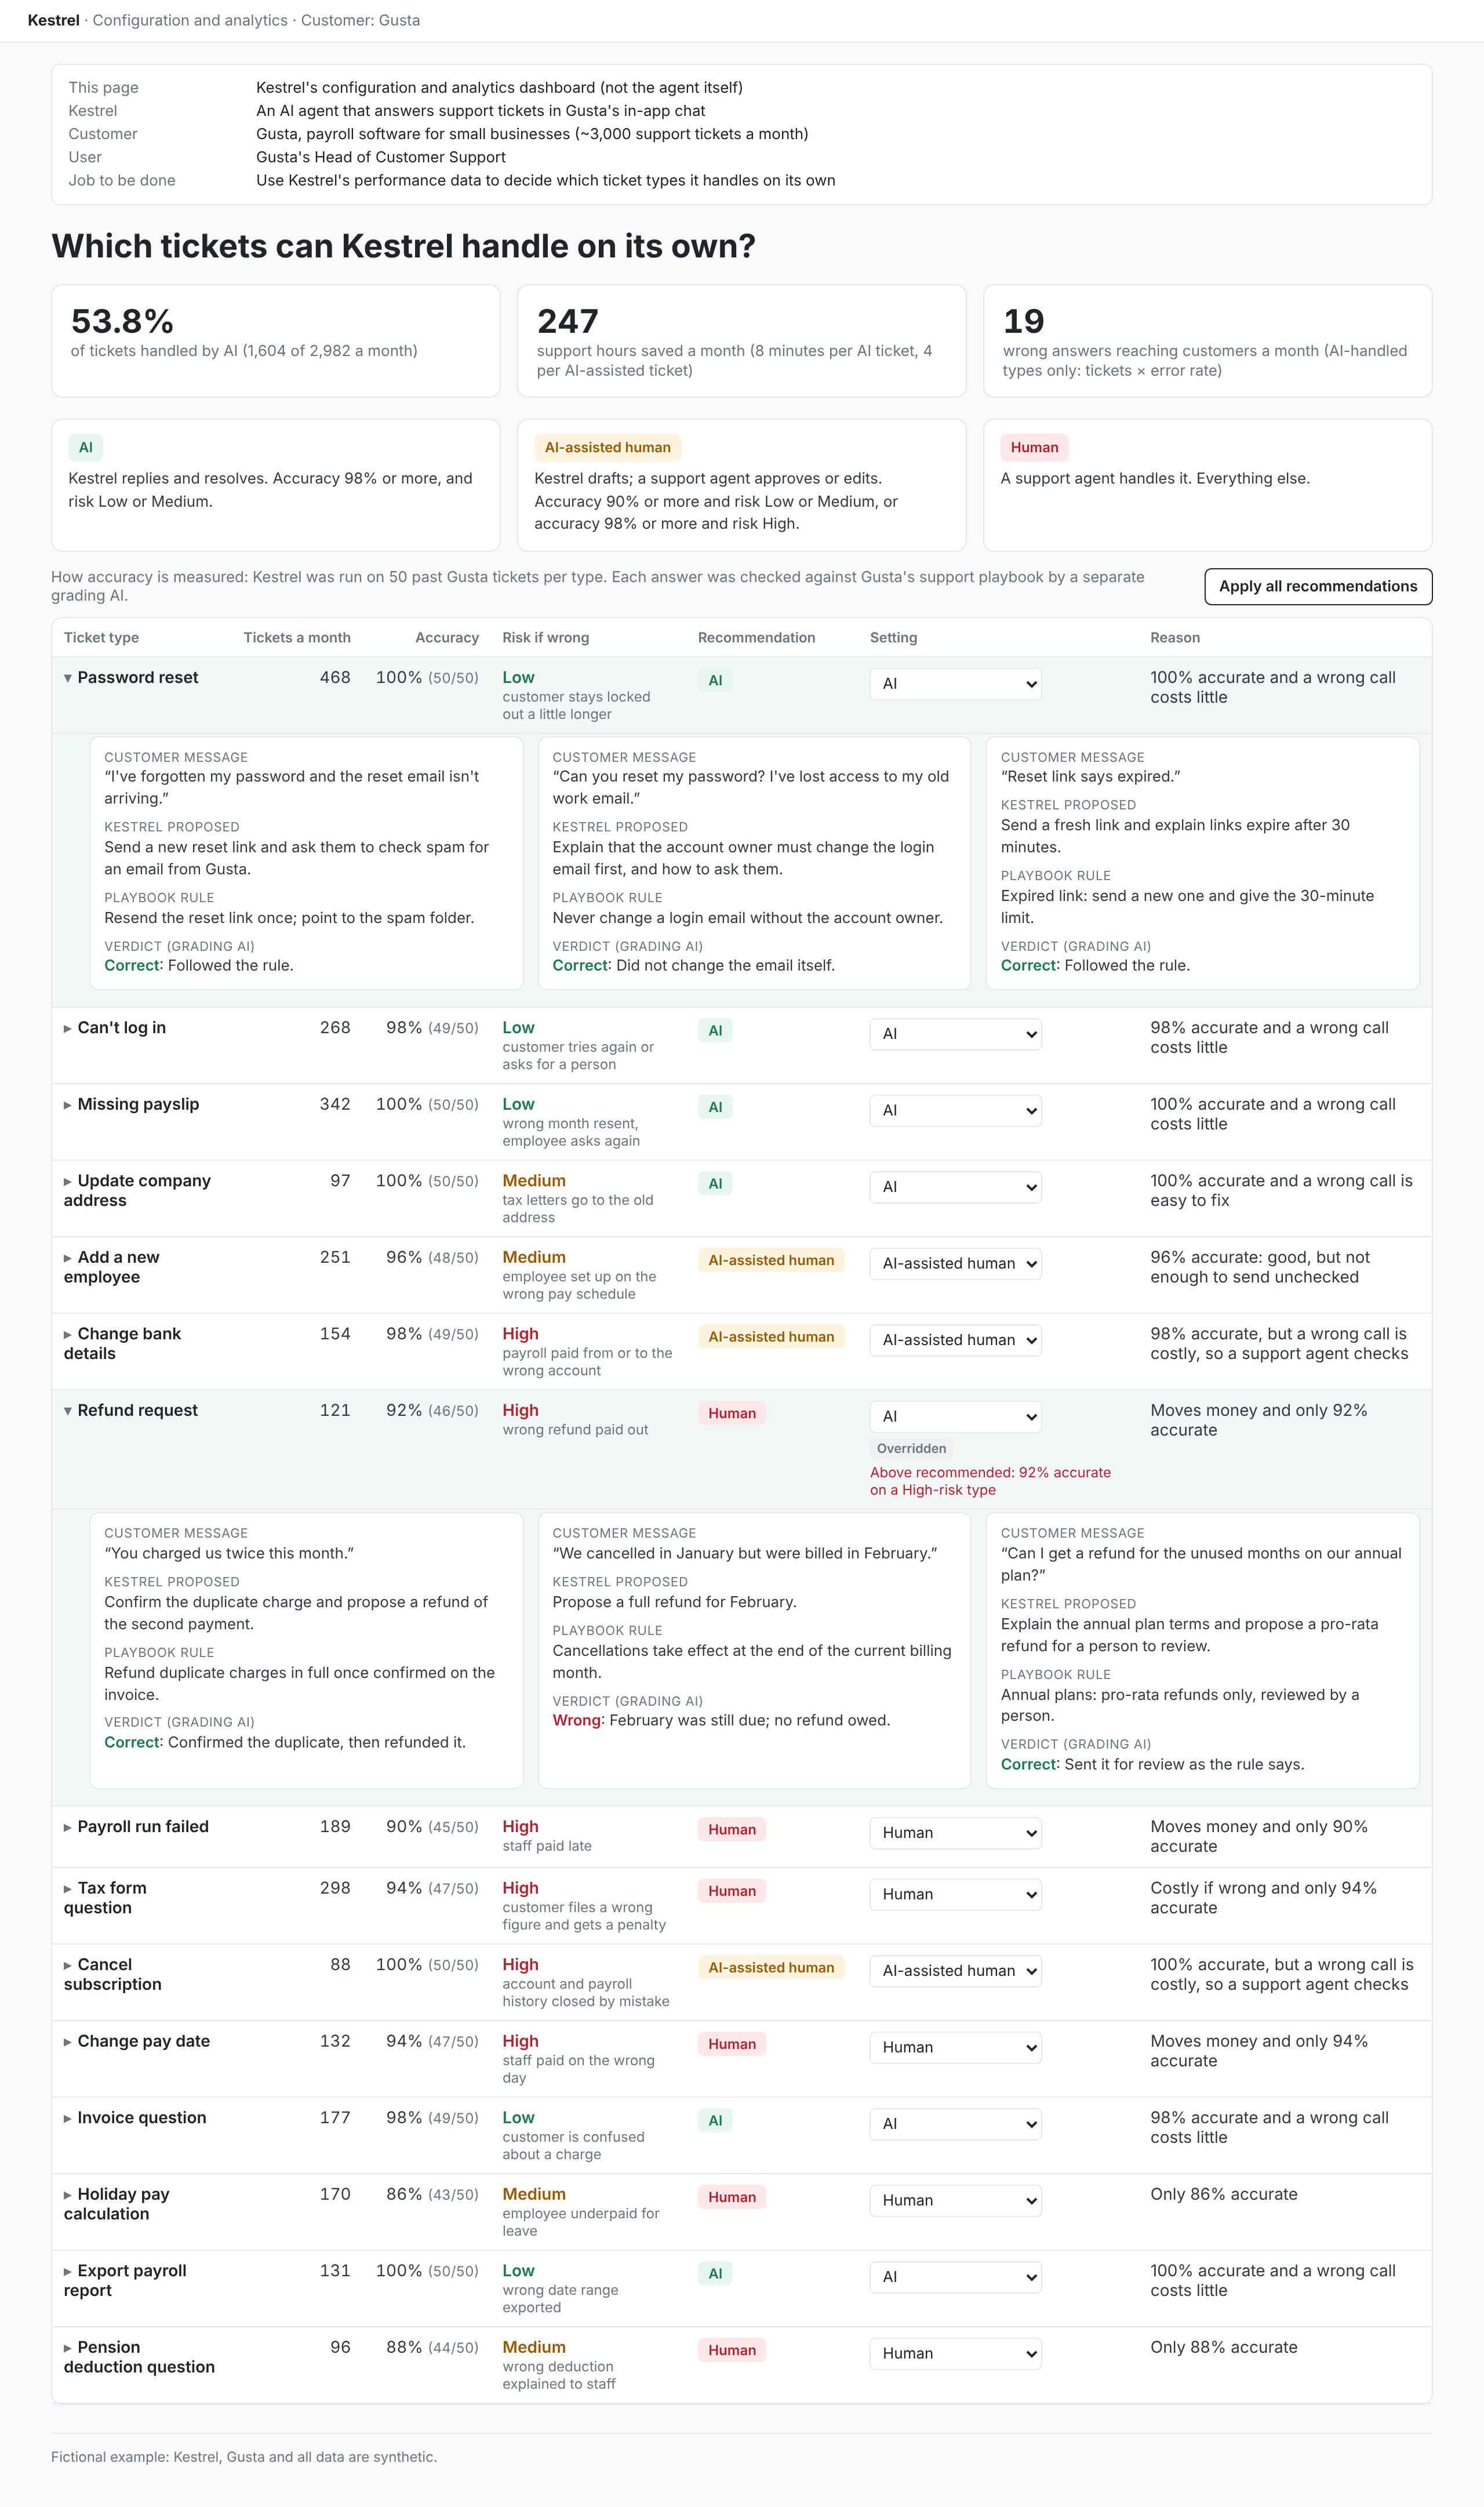 Kestrel · Configuration and analytics · Customer: Gusta
This page Kestrel's configuration and analytics dashboard (not the agent itself)
Kestrel An AI agent that answers support tickets in Gusta's in-app chat
Customer Gusta, payroll software for small businesses (~3,000 support tickets a month)
User Gusta's Head of Customer Support
Job to be done Use Kestrel's performance data to decide which ticket types it handles on its own
Which tickets can Kestrel handle on its own?
53.8%
of tickets handled by AI (1,604 of 2,982 a month)
247
support hours saved a month (8 minutes per AI ticket, 4
per AI-assisted ticket)
19
wrong answers reaching customers a month (AI-handled
types only: tickets × error rate)
AI
Kestrel replies and resolves. Accuracy 98% or more, and
risk Low or Medium.
AI-assisted human
Kestrel drafts; a support agent approves or edits.
Accuracy 90% or more and risk Low or Medium, or
accuracy 98% or more and risk High.
Human
A support agent handles it. Everything else.
How accuracy is measured: Kestrel was run on 50 past Gusta tickets per type. Each answer was checked against Gusta's support playbook by a separate
grading AI.
Apply all recommendations
Ticket type Tickets a month Accuracy Risk if wrong Recommendation Setting Reason
▾ Password reset 468 100% (50/50) Low AI AI 100% accurate and a wrong call
customer stays locked costs little
out a little longer
CUSTOMER MESSAGE
“I've forgotten my password and the reset email isn't
arriving.”
KESTREL PROPOSED
Send a new reset link and ask them to check spam for
an email from Gusta.
PLAYBOOK RULE
Resend the reset link once; point to the spam folder.
VERDICT (GRADING AI)
Correct: Followed the rule.
CUSTOMER MESSAGE
“Can you reset my password? I've lost access to my old
work email.”
KESTREL PROPOSED
Explain that the account owner must change the login
email first, and how to ask them.
PLAYBOOK RULE
Never change a login email without the account owner.
VERDICT (GRADING AI)
Correct: Did not change the email itself.
CUSTOMER MESSAGE
“Reset link says expired.”
KESTREL PROPOSED
Send a fresh link and explain links expire after 30
minutes.
PLAYBOOK RULE
Expired link: send a new one and give the 30-minute
limit.
VERDICT (GRADING AI)
Correct: Followed the rule.
▸ Can't log in 268 98% (49/50) Low AI AI 98% accurate and a wrong call
customer tries again or costs little
asks for a person
▸ Missing payslip 342 100% (50/50) Low AI AI 100% accurate and a wrong call
wrong month resent, costs little
employee asks again
▸ Update company 97 100% (50/50) Medium AI AI 100% accurate and a wrong call is
address tax letters go to the old easy to fix
address
▸ Add a new 251 96% (48/50) Medium AI-assisted human AI-assisted human 96% accurate: good, but not
employee employee set up on the enough to send unchecked
wrong pay schedule
▸ Change bank 154 98% (49/50) High AI-assisted human AI-assisted human 98% accurate, but a wrong call is
details payroll paid from or to the costly, so a support agent checks
wrong account
▾ Refund request 121 92% (46/50) High Human AI Moves money and only 92%
wrong refund paid out accurate
Overridden
Above recommended: 92% accurate
on a High-risk type
CUSTOMER MESSAGE
“You charged us twice this month.”
KESTREL PROPOSED
Confirm the duplicate charge and propose a refund of
the second payment.
PLAYBOOK RULE
Refund duplicate charges in full once confirmed on the
invoice.
VERDICT (GRADING AI)
Correct: Confirmed the duplicate, then refunded it.
CUSTOMER MESSAGE
“We cancelled in January but were billed in February.”
KESTREL PROPOSED
Propose a full refund for February.
PLAYBOOK RULE
Cancellations take effect at the end of the current billing
month.
VERDICT (GRADING AI)
Wrong: February was still due; no refund owed.
CUSTOMER MESSAGE
“Can I get a refund for the unused months on our annual
plan?”
KESTREL PROPOSED
Explain the annual plan terms and propose a pro-rata
refund for a person to review.
PLAYBOOK RULE
Annual plans: pro-rata refunds only, reviewed by a
person.
VERDICT (GRADING AI)
Correct: Sent it for review as the rule says.
▸ Payroll run failed 189 90% (45/50) High Human Human Moves money and only 90%
staff paid late accurate
▸ Tax form 298 94% (47/50) High Human Human Costly if wrong and only 94%
question customer files a wrong accurate
figure and gets a penalty
▸ Cancel 88 100% (50/50) High AI-assisted human AI-assisted human 100% accurate, but a wrong call is
subscription account and payroll costly, so a support agent checks
history closed by mistake
▸ Change pay date 132 94% (47/50) High Human Human Moves money and only 94%
staff paid on the wrong accurate
day
▸ Invoice question 177 98% (49/50) Low AI AI 98% accurate and a wrong call
customer is confused costs little
about a charge
▸ Holiday pay 170 86% (43/50) Medium Human Human Only 86% accurate
calculation employee underpaid for
leave
▸ Export payroll 131 100% (50/50) Low AI AI 100% accurate and a wrong call
report wrong date range costs little
exported
▸ Pension 96 88% (44/50) Medium Human Human Only 88% accurate
deduction question wrong deduction
explained to staff
Fictional example: Kestrel, Gusta and all data are synthetic.